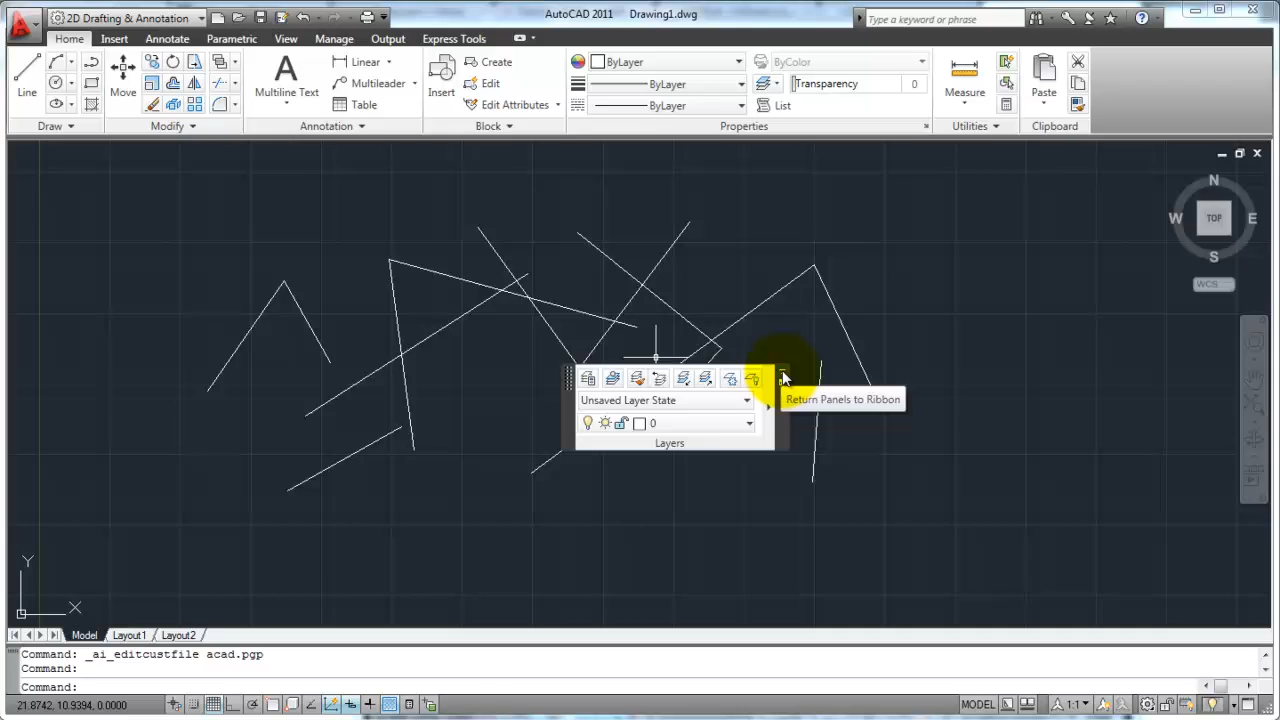 2D Drafting & Annotation
AutoCAD 2011 Drawing1.dwg
Type a keyword or phrase
Home Insert Annotate Parametric View Manage Output Express Tools
Line
Move
Multiline Text
Linear
Multileader
Table
Insert
Create
Edit
Edit Attributes
ByLayer
ByLayer
ByLayer
ByColor
Transparency 0
List
Measure
Paste
Draw Modify Annotation Block Properties Utilities Clipboard
N
W TOP E
S
WCS
Unsaved Layer State
Return Panels to Ribbon
0
Layers
Y
X
Model Layout1 Layout2
Command: _ai_editcustfile acad.pgp
Command:
Command:
21.8742, 10.9394, 0.0000
MODEL
1:1